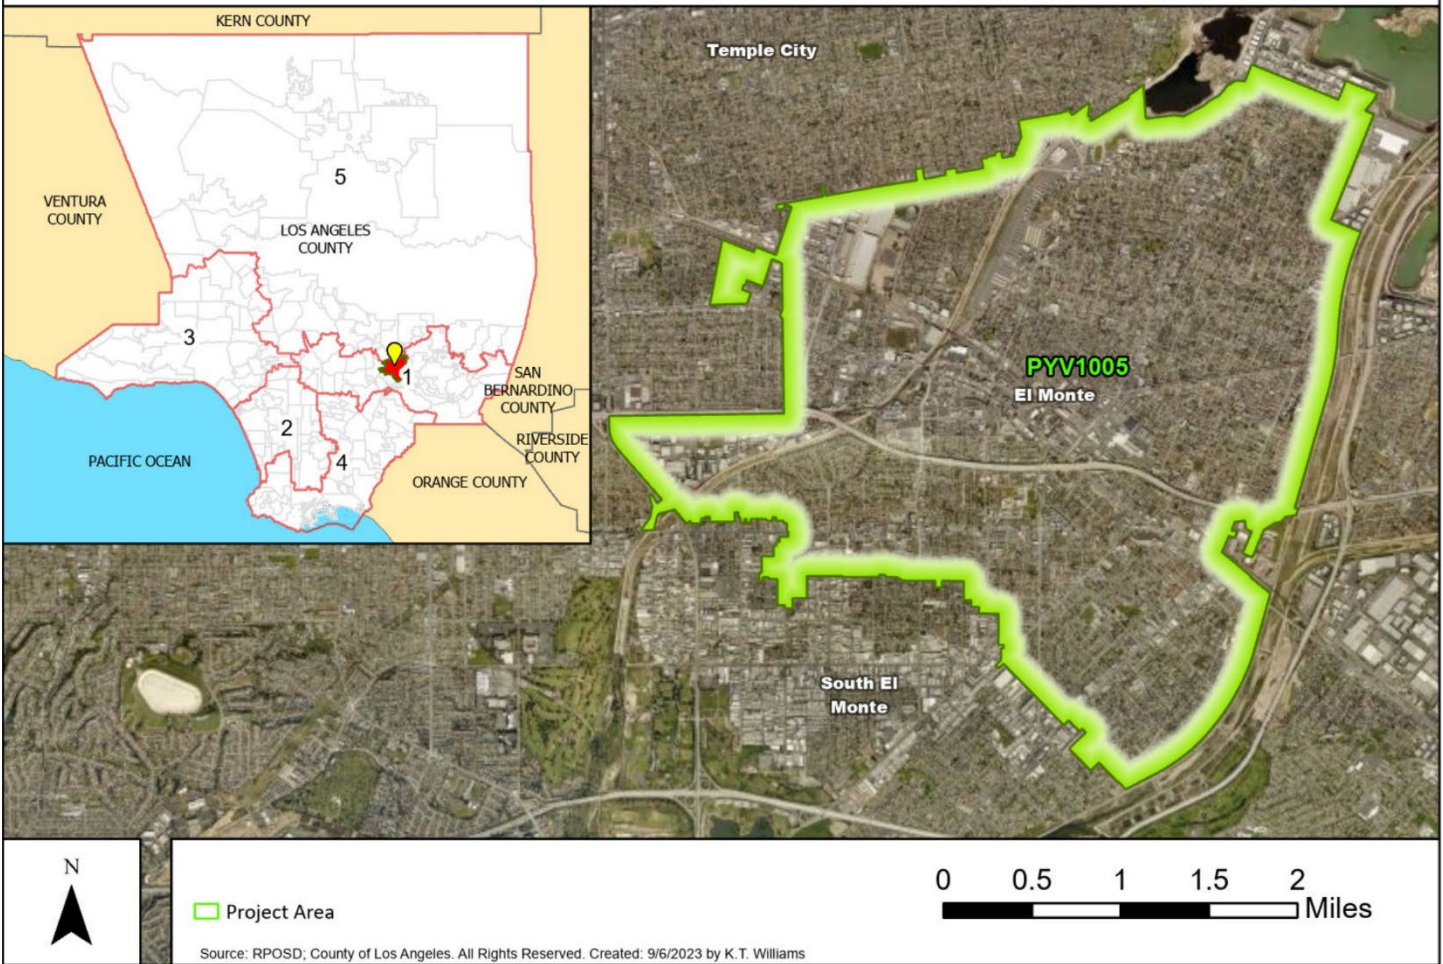 KERN COUNTY
5
VENTURA
COUNTY
LOS ANGELES
COUNTY
3
1
SAN
BERNARDINO
COUNTY
2
RIVERSIDE
COUNTY
4
PACIFIC OCEAN
ORANGE COUNTY
Temple City
PYV1005
El Monte
South El
Monte
N
Project Area
0 0.5 1 1.5 2
Miles
Source: RPOSD; County of Los Angeles. All Rights Reserved. Created: 9/6/2023 by K.T. Williams